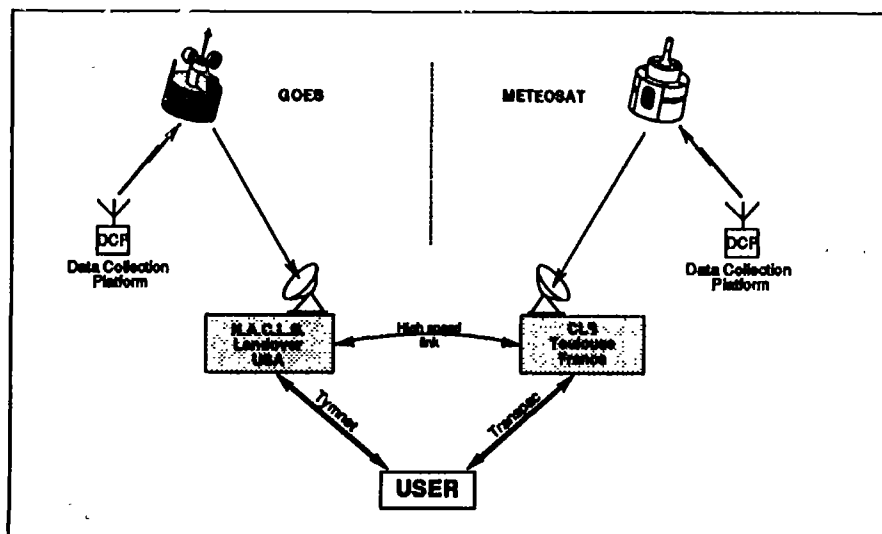 GOES
METEOSAT
DCP
Data Collection
Platform
DCP
Data Collection
Platform
N.A.C.L.S.
Landover
USA
High speed
link
CLS
Toulouse
France
Tymnet
Transpac
USER